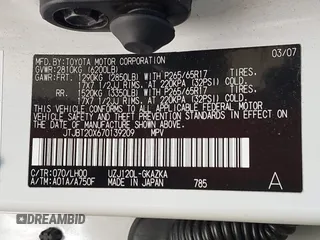 MFD.BY:TOYOTA MOTOR CORPORATION 03/07
GVWR:2810KG (6200LB)
GAWR:FRT. 1290KG (2850LB) WITH P265/65R17 TIRES.
17X7 1/2JJ RIMS. AT 220KPA (32PSI) COLD.
RR. 1520KG (3350LB) WITH P265/65R17 TIRES.
17X7 1/2JJ RIMS. AT 220KPA (32PSI) COLD.
THIS VEHICLE CONFORMS TO ALL APPLICABLE FEDERAL MOTOR
VEHICLE SAFETY AND THEFT PREVENTION STANDARDS IN EFFECT
ON THE DATE OF MANUFACTURE SHOWN ABOVE.
JTJBT20X670139209 MPV
C/TR:070/LH00 UZJ120L-GKAZKA
A/TM:A01A/A750F MADE IN JAPAN 785 A
DREAMBID